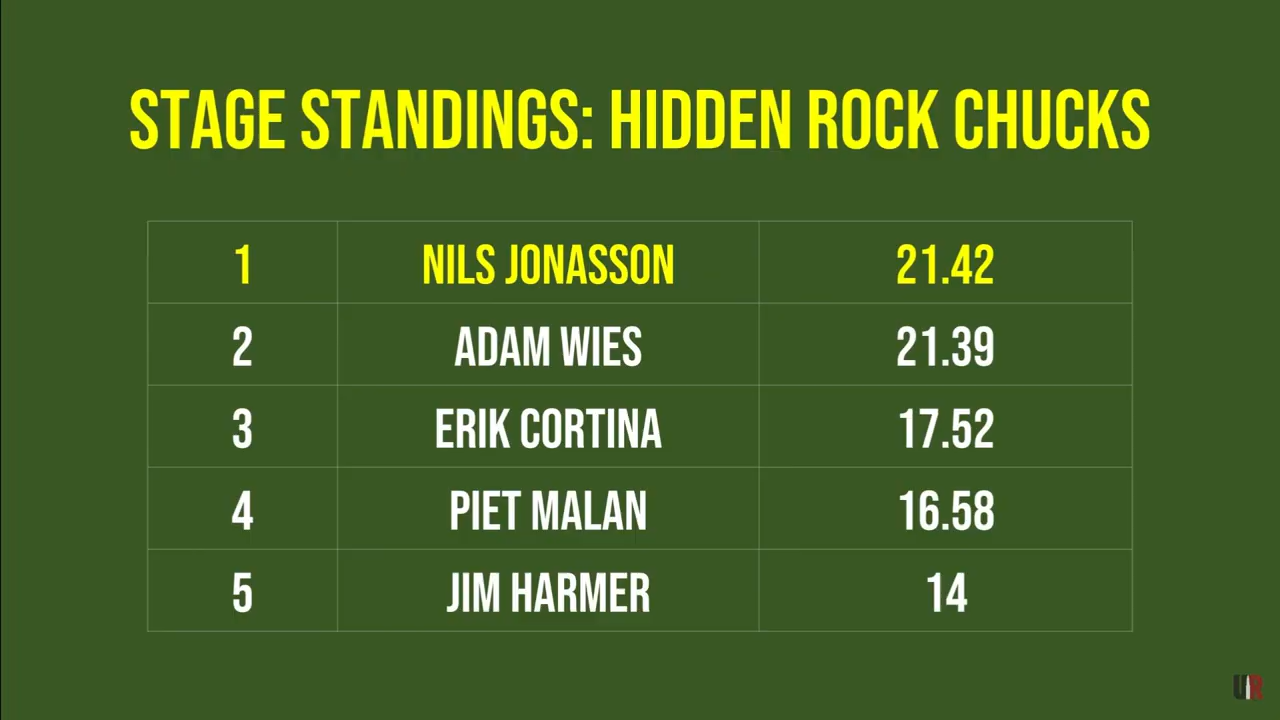 STAGE STANDINGS: HIDDEN ROCK CHUCKS
1 NILS JONASSON 21.42
2 ADAM WIES 21.39
3 ERIK CORTINA 17.52
4 PIET MALAN 16.58
5 JIM HARMER 14
UR